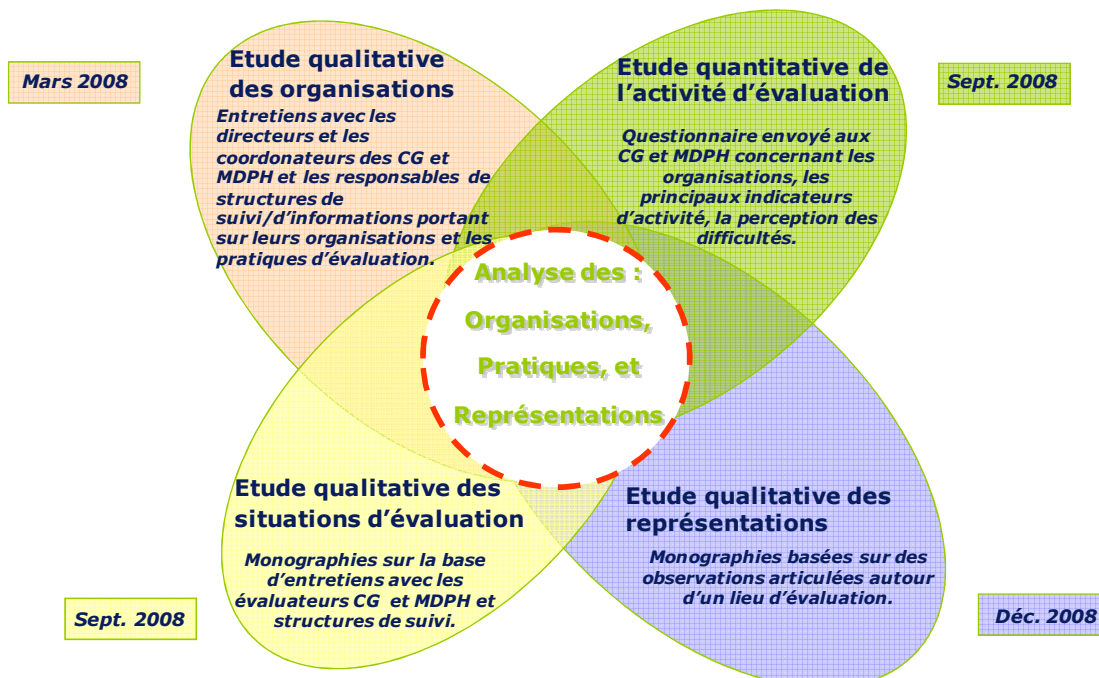 Mars 2008
Etude qualitative
des organisations
Entretiens avec les
directeurs et les
coordonateurs des CG et
MDPH et les responsables de
structures de
suivi/d’informations portant
sur leurs organisations et les
pratiques d’évaluation.
Etude quantitative de
l’activité d’évaluation
Questionnaire envoyé aux
CG et MDPH concernant les
organisations, les
principaux indicateurs
d’activité, la perception des
difficultés.
Sept. 2008
Analyse des :
Organisations,
Pratiques, et
Représentations
Etude qualitative des
situations d’évaluation
Monographies sur la base
d’entretiens avec les
évaluateurs CG et MDPH et
structures de suivi.
Sept. 2008
Etude qualitative des
représentations
Monographies basées sur des
observations articulées autour
d’un lieu d’évaluation.
Déc. 2008